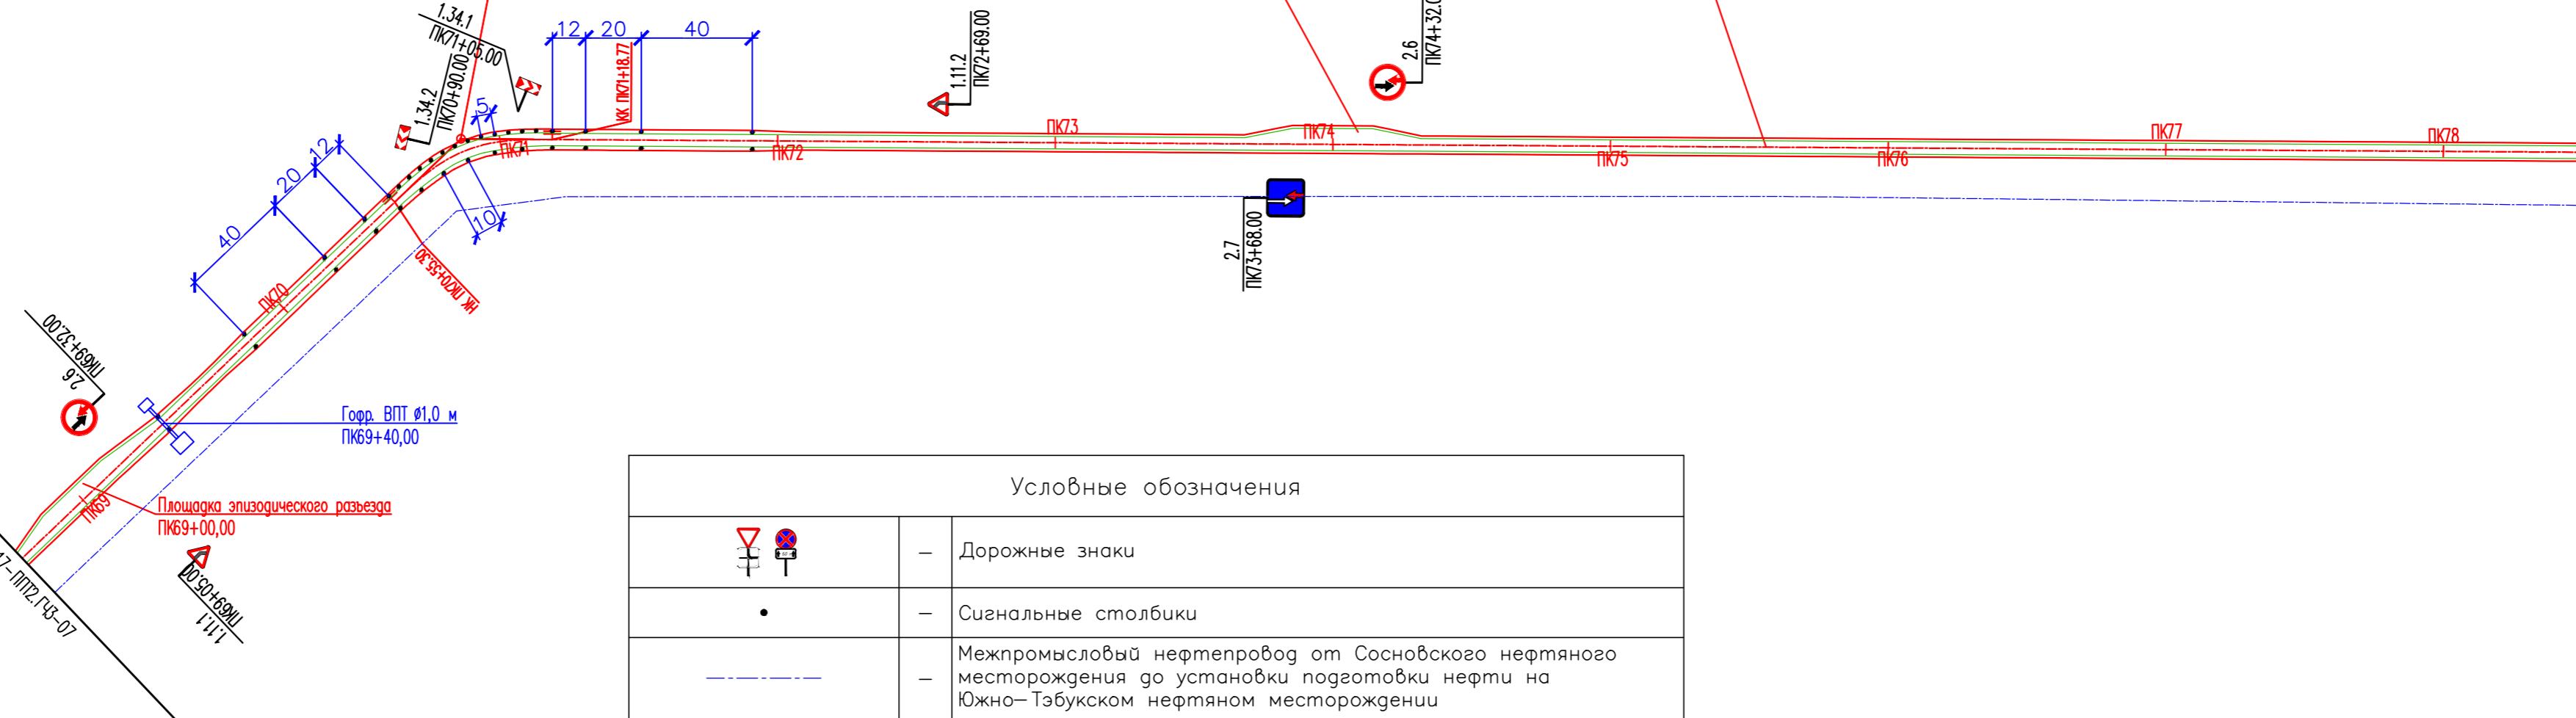 1.34.1
ПК71+05.00
1.34.2
ПК70+90.00
12
20
40
КК ПК71+18.77
5
1.11.2
ПК72+69.00
2.6
ПК74+32.0
ПК71
ПК72
ПК73
ПК74
ПК75
ПК76
ПК77
ПК78
12
20
40
10
НК ПК70+55.30
2.7
ПК73+68.00
ПК70
ПК69+32.00
2.6
Гофр. ВПТ Ø1,0 м
ПК69+40,00
ПК69
Площадка эпизодического разъезда
ПК69+00,00
1.11.1
ПК69+05.00
7-ППТ2.ГЧ3-07
Условные обозначения
– Дорожные знаки
– Сигнальные столбики
Межпромысловый нефтепровод от Сосновского нефтяного
– месторождения до установки подготовки нефти на
Южно-Тэбукском нефтяном месторождении